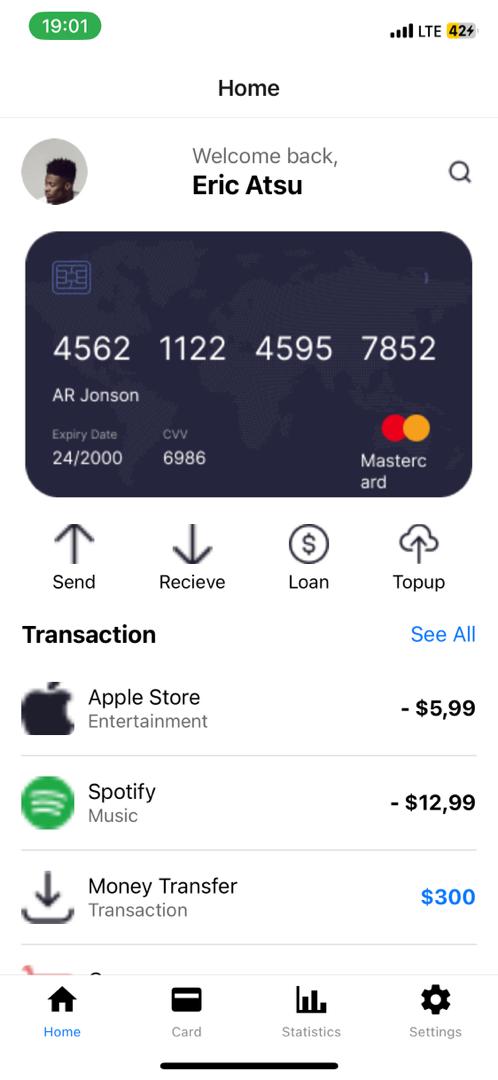 19:01
LTE 42
Home
Welcome back,
Eric Atsu
4562 1122 4595 7852
AR Jonson
Expiry Date CVV
24/2000 6986
Masterc
ard
Send Recieve Loan Topup
Transaction See All
Apple Store
Entertainment
- $5,99
Spotify
Music
- $12,99
Money Transfer
Transaction
$300
Home Card Statistics Settings